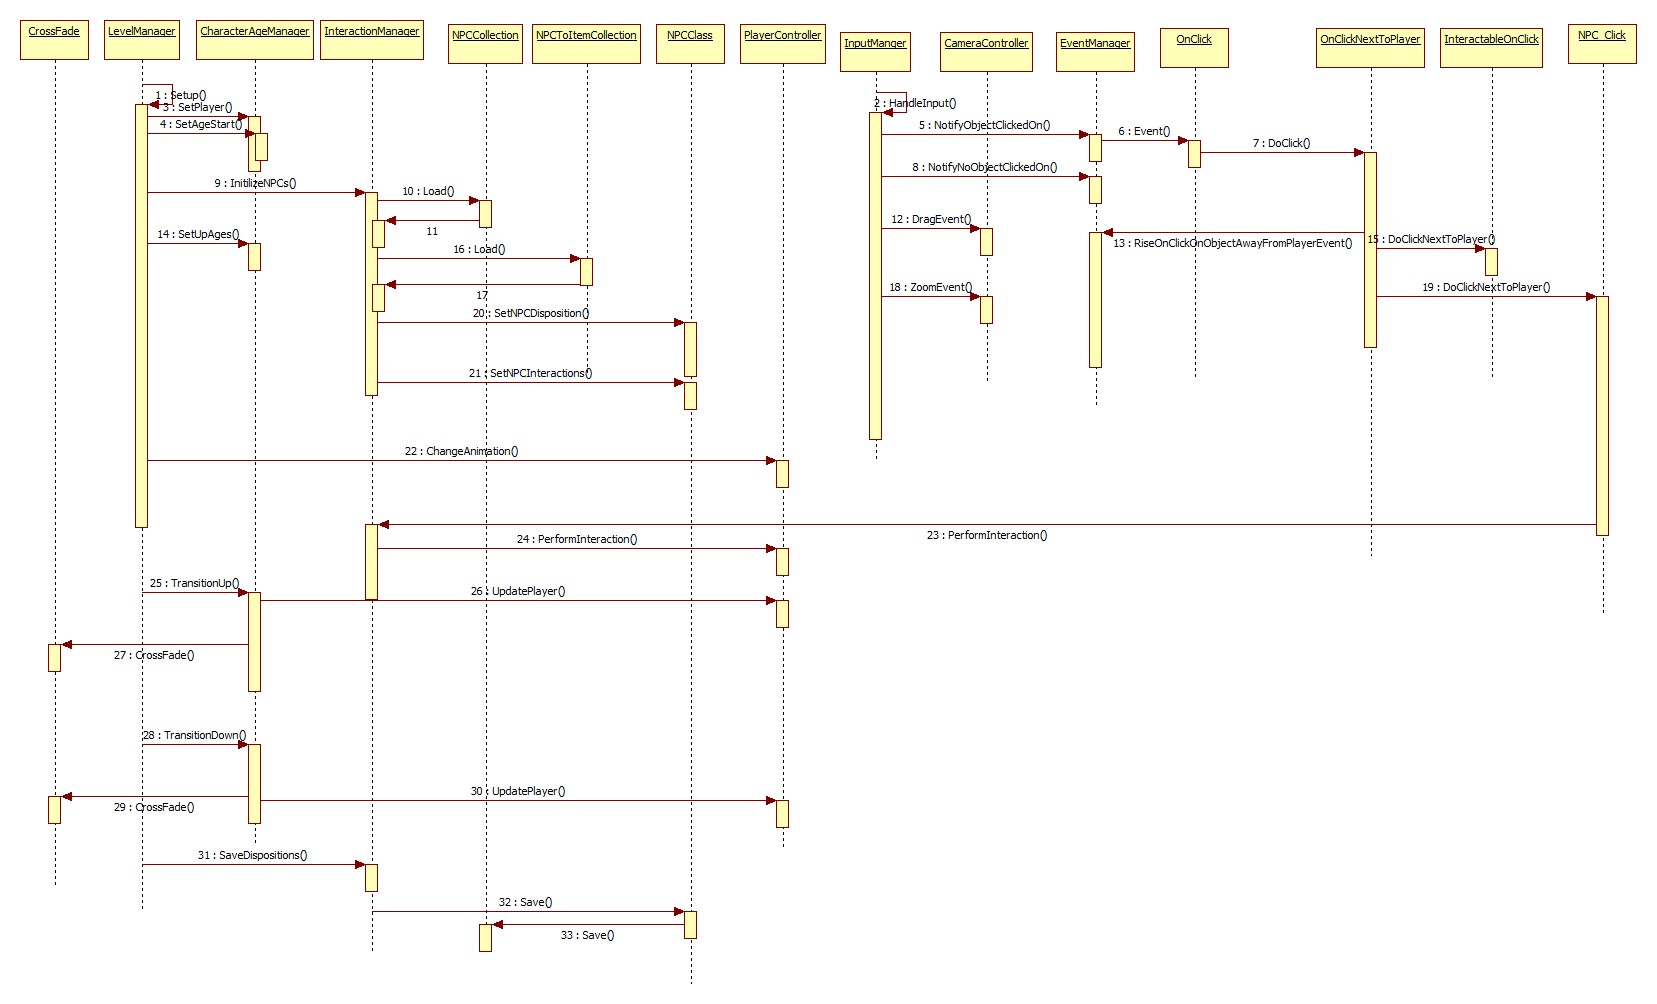 CrossFade
LevelManager
CharacterAgeManager
InteractionManager
NPCCollection
NPCToItemCollection
NPCClass
PlayerController
InputManger
CameraController
EventManager
OnClick
OnClickNextToPlayer
InteractableOnClick
NPC_Click
1 : Setup()
2 : HandleInput()
3 : SetPlayer()
4 : SetAgeStart()
5 : NotifyObjectClickedOn()
6 : Event()
7 : DoClick()
8 : NotifyNoObjectClickedOn()
9 : InitilizeNPCs()
10 : Load()
11
12 : DragEvent()
13 : RiseOnClickOnObjectAwayFromPlayerEvent()
14 : SetUpAges()
15 : DoClickNextToPlayer()
16 : Load()
17
18 : ZoomEvent()
19 : DoClickNextToPlayer()
20 : SetNPCDisposition()
21 : SetNPCInteractions()
22 : ChangeAnimation()
23 : PerformInteraction()
24 : PerformInteraction()
25 : TransitionUp()
26 : UpdatePlayer()
27 : CrossFade()
28 : TransitionDown()
29 : CrossFade()
30 : UpdatePlayer()
31 : SaveDispositions()
32 : Save()
33 : Save()